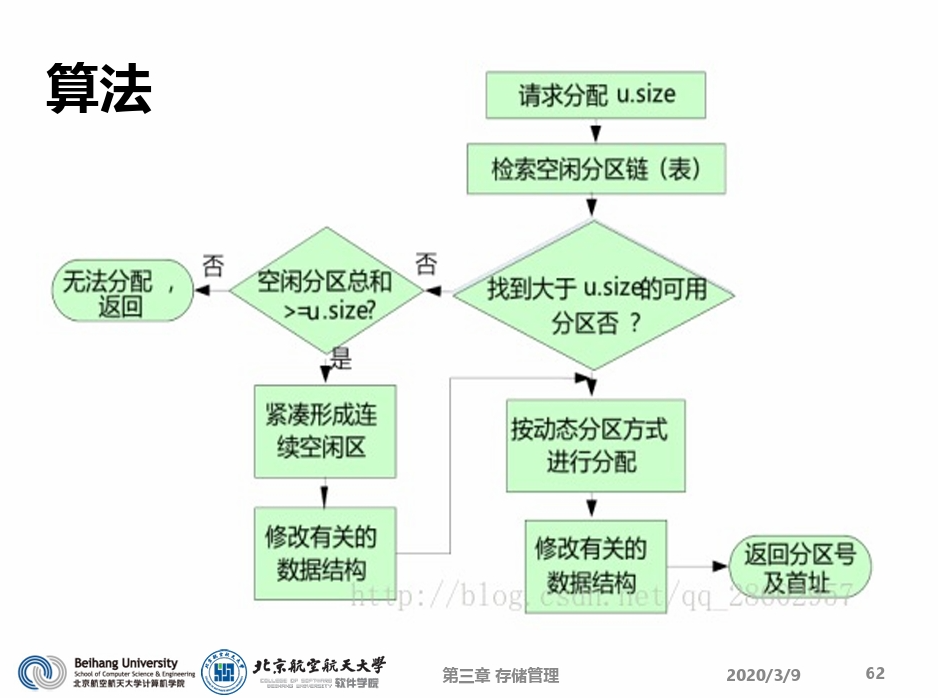 算法
请求分配 u.size
检索空闲分区链（表）
找到大于 u.size的可用
分区否 ？
否
空闲分区总和
>=u.size?
否
无法分配 ，
返回
是
紧凑形成连
续空闲区
修改有关的
数据结构
按动态分区方式
进行分配
修改有关的
数据结构
返回分区号
及首址
http://blog.csdn.net/qq_28602957
Beihang University
School of Computer Science & Engineering
北京航空航天大学计算机学院
北京航空航天大学
COLLEGE OF SOFTWARE
BEIHANG UNIVERSITY
软件学院
第三章 存储管理
2020/3/9
62